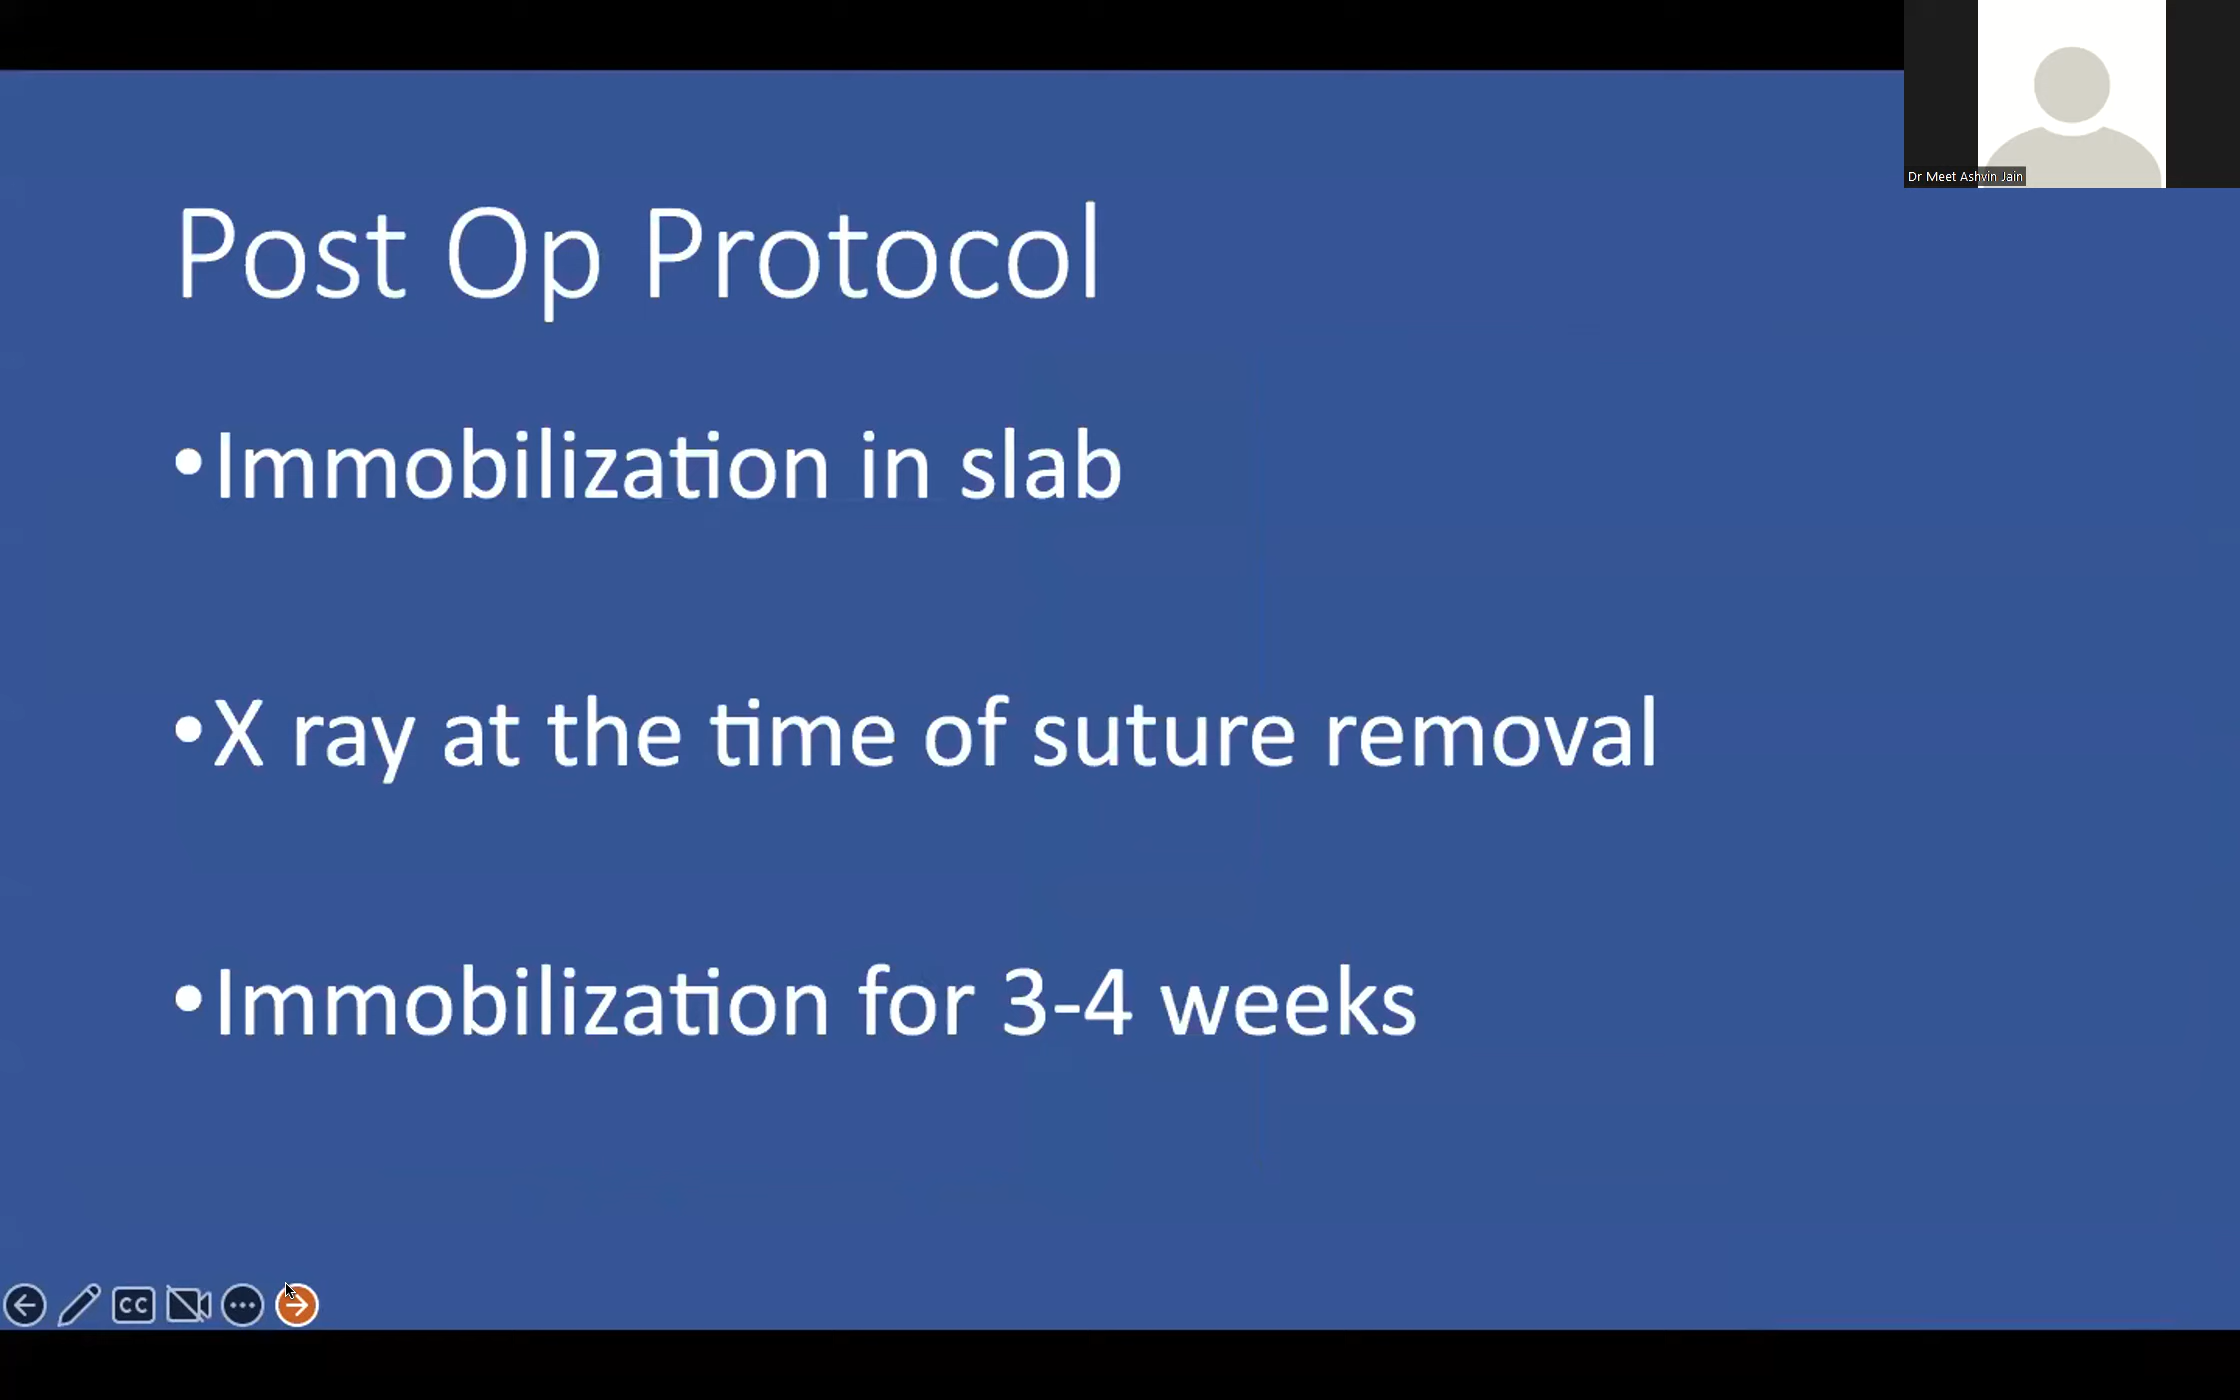 Dr Meet Ashvin Jain
Post Op Protocol
•Immobilization in slab
•X ray at the time of suture removal
•Immobilization for 3-4 weeks
CC